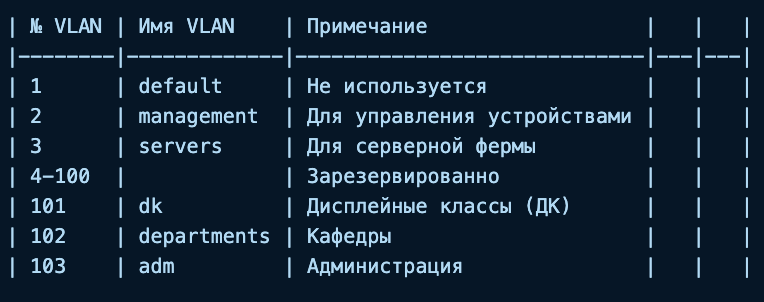 | № VLAN | Имя VLAN    | Примечание                  |   |   |
|--------|-------------|-----------------------------|---|---|
| 1      | default     | Не используется             |   |   |
| 2      | management  | Для управления устройствами |   |   |
| 3      | servers     | Для серверной фермы         |   |   |
| 4-100  |             | Зарезервированно            |   |   |
| 101    | dk          | Дисплейные классы (ДК)      |   |   |
| 102    | departments | Кафедры                     |   |   |
| 103    | adm         | Администрация               |   |   |